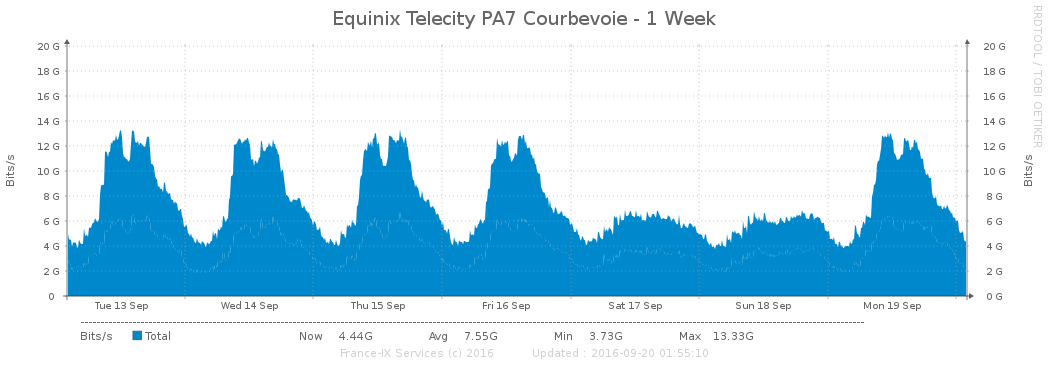 Equinix Telecity PA7 Courbevoie - 1 Week
RRDTOOL / TOBI OETIKER
20 G 20 G
18 G 18 G
16 G 16 G
14 G 14 G
12 G 12 G
10 G 10 G
8 G 8 G
6 G 6 G
4 G 4 G
2 G 2 G
0 0 G
Bits/s
Bits/s
Tue 13 Sep Wed 14 Sep Thu 15 Sep Fri 16 Sep Sat 17 Sep Sun 18 Sep Mon 19 Sep
Bits/s Total Now 4.44G Avg 7.55G Min 3.73G Max 13.33G
France-IX Services (c) 2016 Updated : 2016-09-20 01:55:10